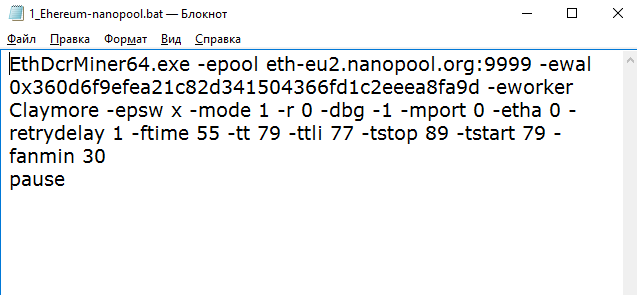 1_Ehereum-nanopool.bat — Блокнот
Файл Правка Формат Вид Справка
EthDcrMiner64.exe -epool eth-eu2.nanopool.org:9999 -ewal
0x360d6f9efea21c82d341504366fd1c2eeea8fa9d -eworker
Claymore -epsw x -mode 1 -r 0 -dbg -1 -mport 0 -etha 0 -
retrydelay 1 -ftime 55 -tt 79 -ttli 77 -tstop 89 -tstart 79 -
fanmin 30
pause